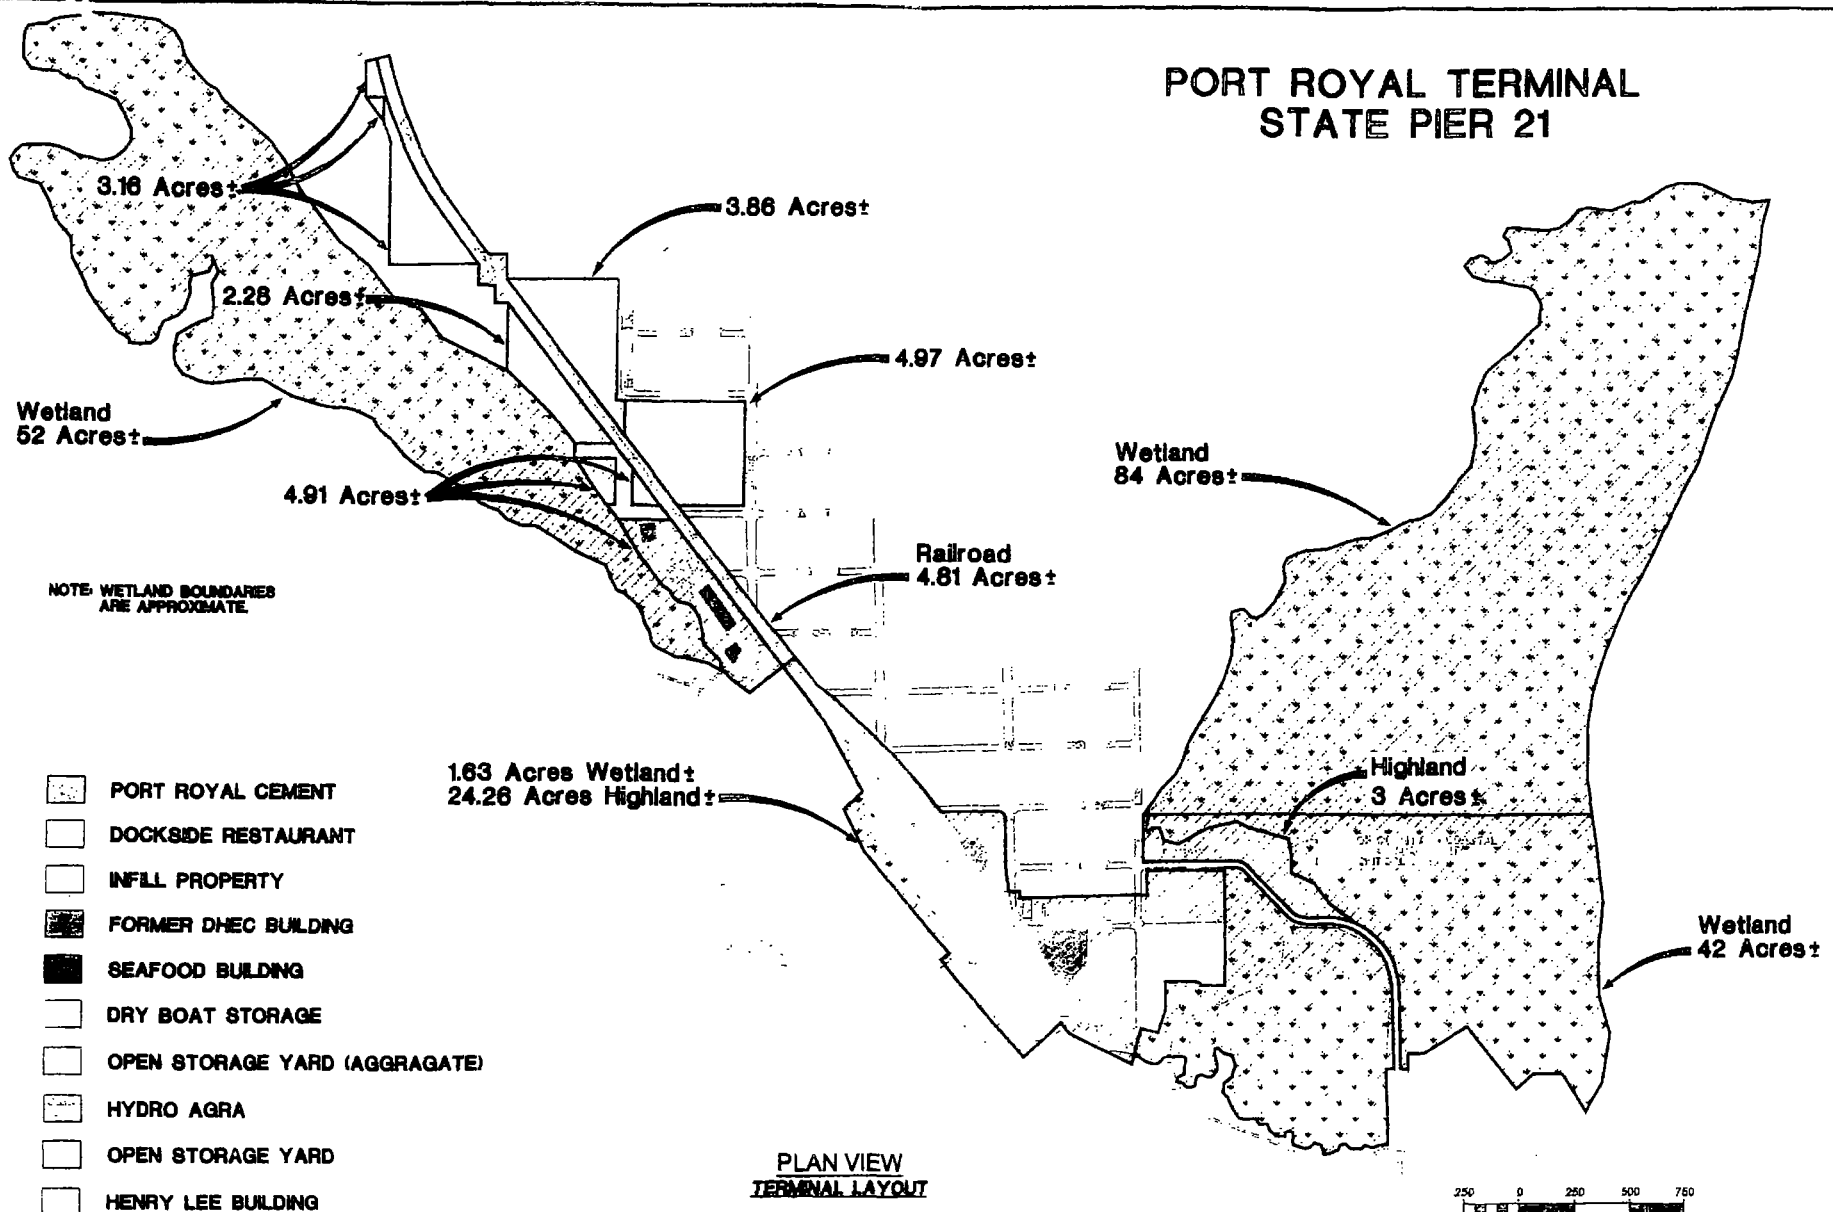 PORT ROYAL TERMINAL
STATE PIER 21
3.16 Acres±
3.86 Acres±
2.28 Acres±
4.97 Acres±
Wetland
52 Acres±
Wetland
84 Acres±
4.91 Acres±
Railroad
4.81 Acres±
NOTE: WETLAND BOUNDARIES
ARE APPROXIMATE.
1.63 Acres Wetland±
24.26 Acres Highland±
Highland
3 Acres±
Wetland
42 Acres±
PORT ROYAL CEMENT
DOCKSIDE RESTAURANT
INFILL PROPERTY
FORMER DHEC BUILDING
SEAFOOD BUILDING
DRY BOAT STORAGE
OPEN STORAGE YARD (AGGRAGATE)
HYDRO AGRA
OPEN STORAGE YARD
HENRY LEE BUILDING
PLAN VIEW
TERMINAL LAYOUT
250 0 250 500 750